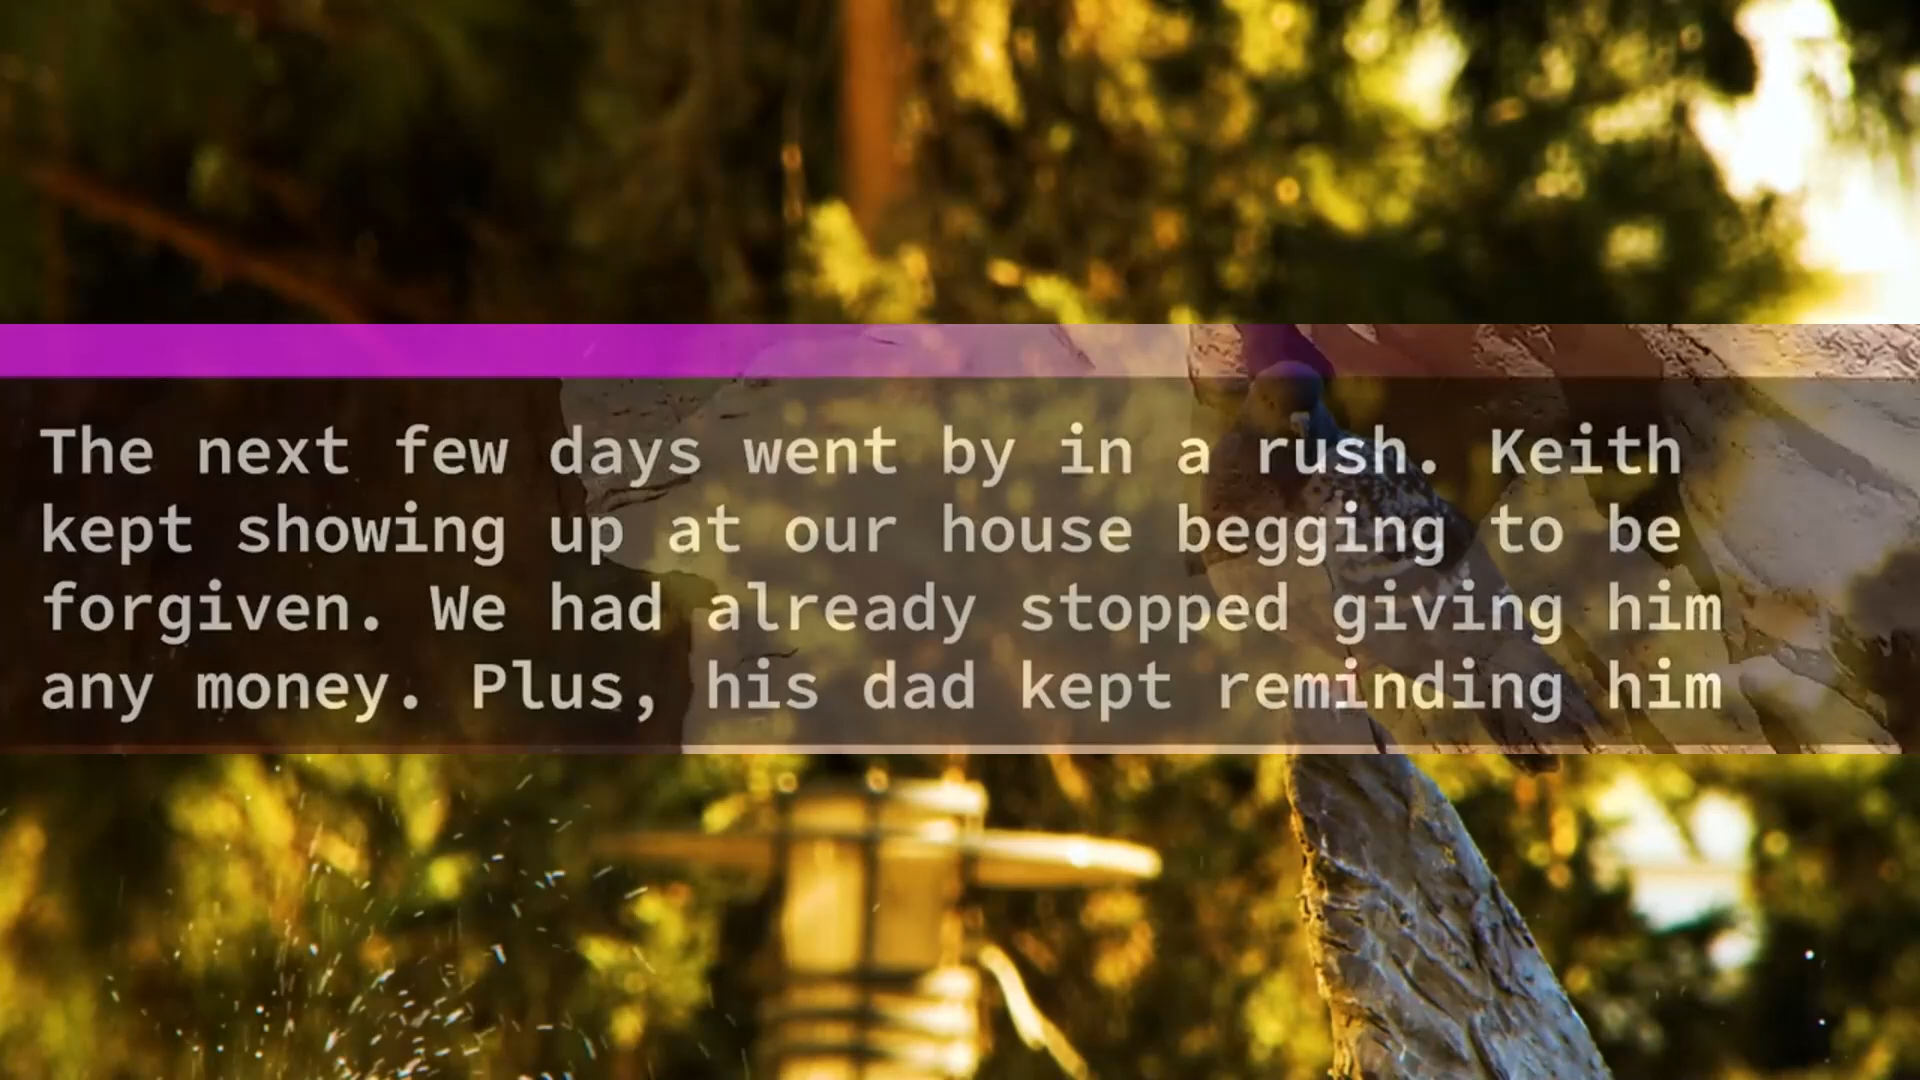 The next few days went by in a rush. Keith
kept showing up at our house begging to be
forgiven. We had already stopped giving him
any money. Plus, his dad kept reminding him